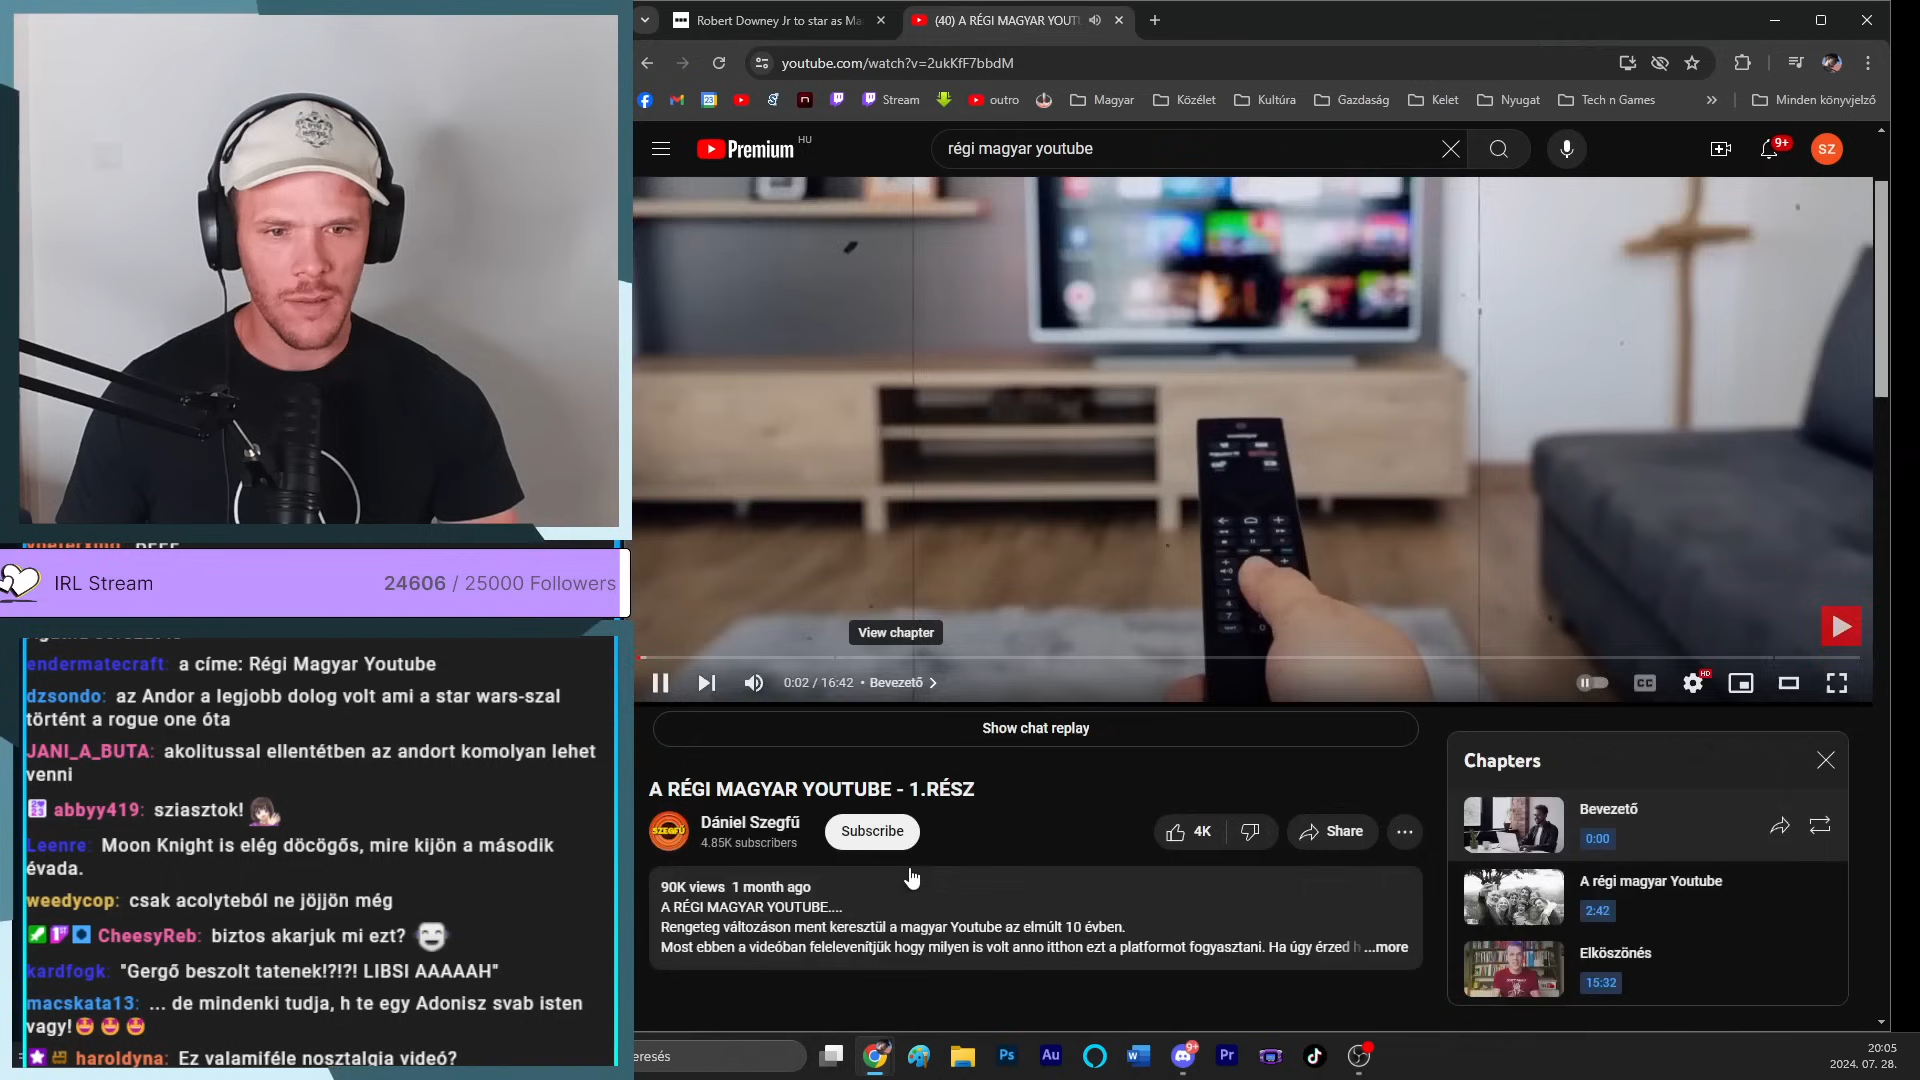 Robert Downey Jr to star as Ma
(40) A RÉGI MAGYAR YOUTU
youtube.com/watch?v=2ukKfF7bbdM
Stream
outro
Magyar
Közélet
Kultúra
Gazdaság
Kelet
Nyugat
Tech n Games
Minden könyvjelző
Premium
HU
régi magyar youtube
9+
SZ
IRL Stream
24606 / 25000 Followers
endermatecraft: a címe: Régi Magyar Youtube
dzsondo: az Andor a legjobb dolog volt ami a star wars-szal
történt a rogue one óta
JANI_A_BUTA: akolitussal ellentétben az andort komolyan lehet
venni
abbyy419: sziasztok!
Leenre: Moon Knight is elég döcögős, mire kijön a második
évada.
weedycop: csak acolyteból ne jöjjön még
CheesyReb: biztos akarjuk mi ezt?
kardfogk: "Gergő beszolt tatenek!?!?! LIBSI AAAAAH"
macskata13: ... de mindenki tudja, h te egy Adonisz svab isten
vagy!
haroldyna: Ez valamiféle nosztalgia videó?
View chapter
0:02 / 16:42 • Bevezető
CC
HD
Show chat replay
A RÉGI MAGYAR YOUTUBE - 1.RÉSZ
SZEGFŰ
Dániel Szegfű
4.85K subscribers
Subscribe
4K
Share
90K views 1 month ago
A RÉGI MAGYAR YOUTUBE....
Rengeteg változáson ment keresztül a magyar Youtube az elmúlt 10 évben.
Most ebben a videóban felelevenítjük hogy milyen is volt anno itthon ezt a platformot fogyasztani. Ha úgy érzed h ...more
Chapters
Bevezető
0:00
A régi magyar Youtube
2:42
Elköszönés
15:32
eresés
Ps
Au
W
9+
Pr
20:05
2024. 07. 28.